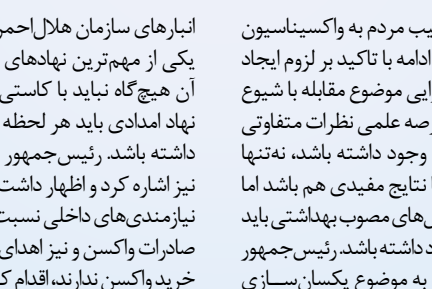 یب مردم به واکسیناسیون
ادامه با تاکید بر لزوم ایجاد
رایی موضوع مقابله با شیوع
رصه علمی نظرات متفاوتی
وجود داشته باشد، نه‌تنها
نتایج مفیدی هم باشد اما
ل‌های مصوب بهداشتی باید
د داشته باشد. رئیس‌جمهور
به موضوع یکسان‌ســازی
انبارهای سازمان هلال‌احمر
یکی از مهم‌ترین نهادهای
آن هیچ‌گاه نباید با کاستی
نهاد امدادی باید هر لحظه
داشته باشد. رئیس‌جمهور
نیز اشاره کرد و اظهار داشت
نیازمندی‌های داخلی نسبت
صادرات واکسن و نیز اهدای
خرید واکسن ندارند، اقدام ک